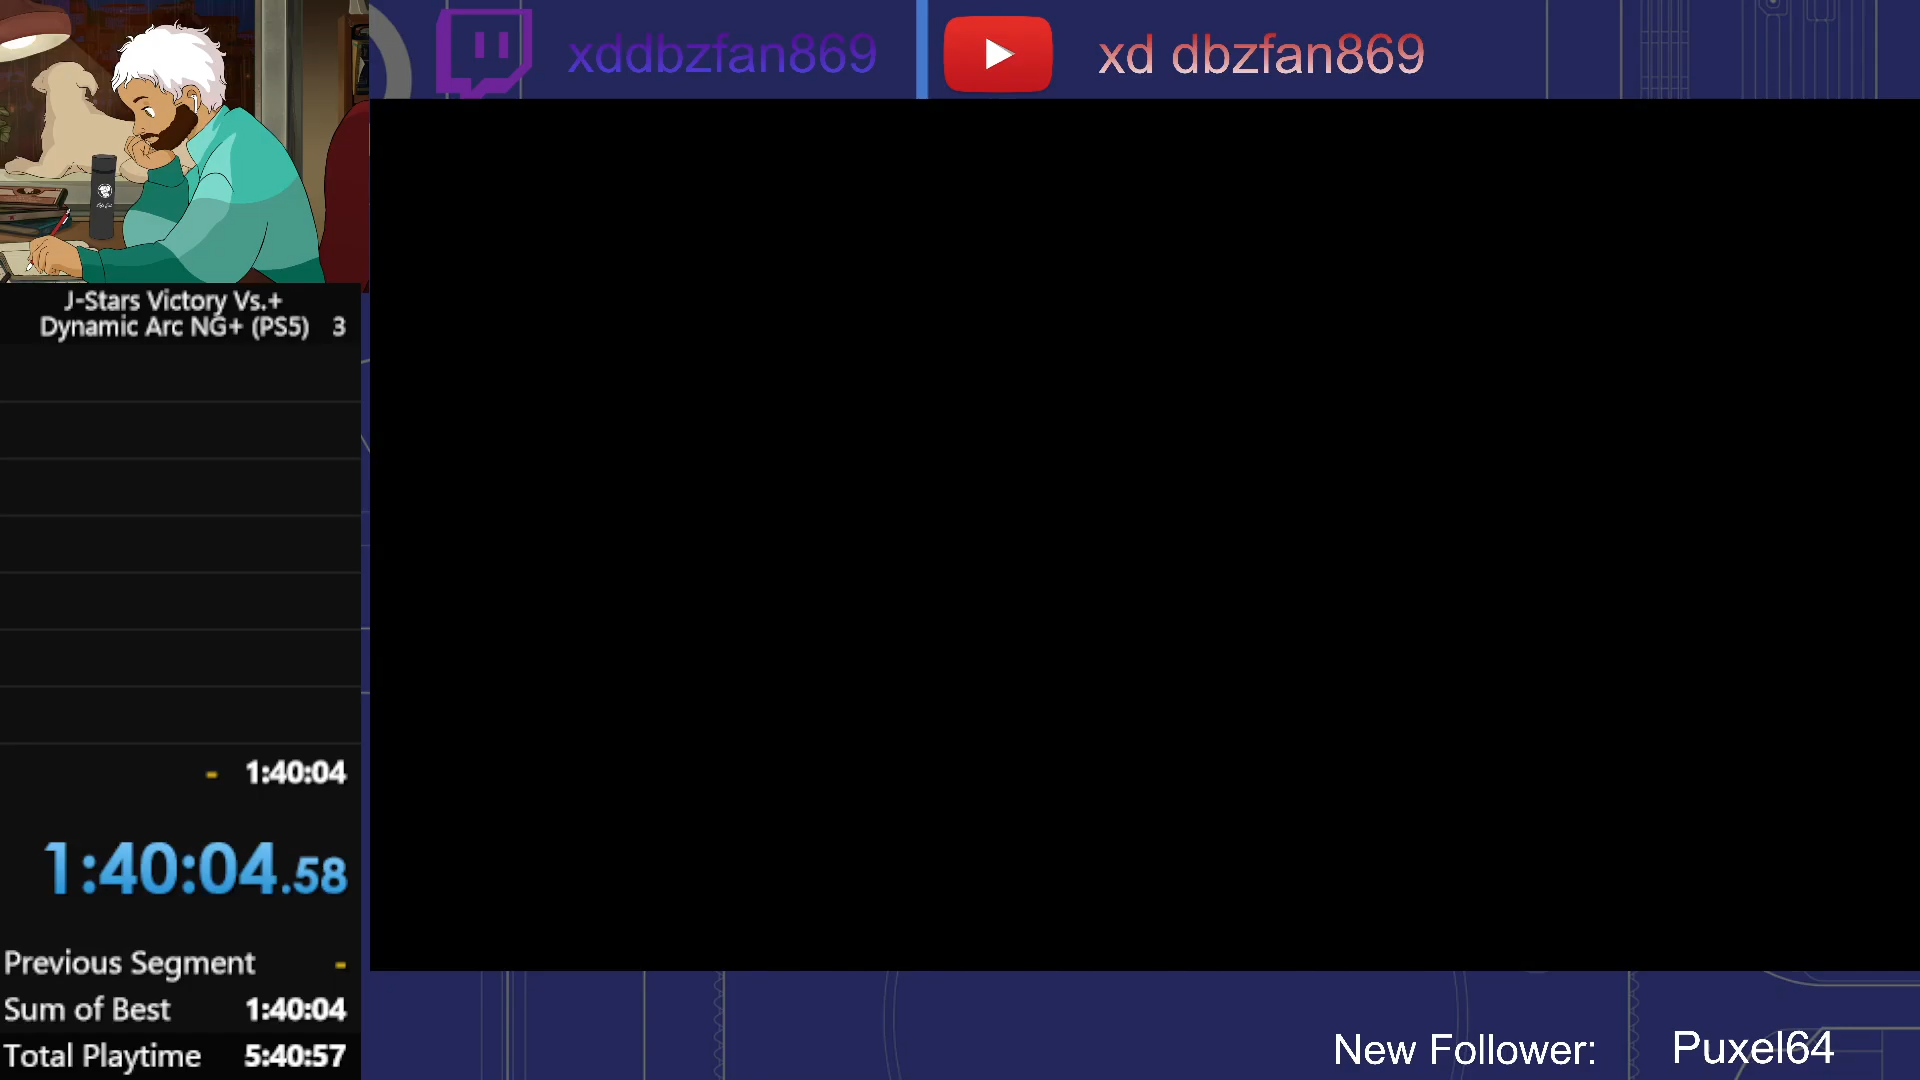 xddbzfan869
xd dbzfan869
J-Stars Victory Vs.+
Dynamic Arc NG+ (PS5) 3
- 1:40:04
1:40:04.58
Previous Segment -
Sum of Best 1:40:04
Total Playtime 5:40:57
New Follower: Puxel64